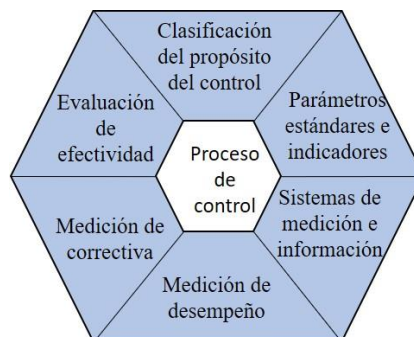 Clasificación
del propósito
del control
Parámetros
estándares e
indicadores
Sistemas de
medición e
información
Medición de
desempeño
Medición de
correctiva
Evaluación
de
efectividad
Proceso
de
control